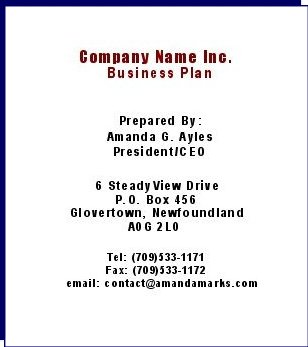 Company Name Inc.
Business Plan
Prepared By:
Amanda G. Ayles
President/CEO
6 SteadyView Drive
P.O. Box 456
Glovertown, Newfoundland
A0G 2L0
Tel: (709)533-1171
Fax: (709)533-1172
email: contact@amandamarks.com